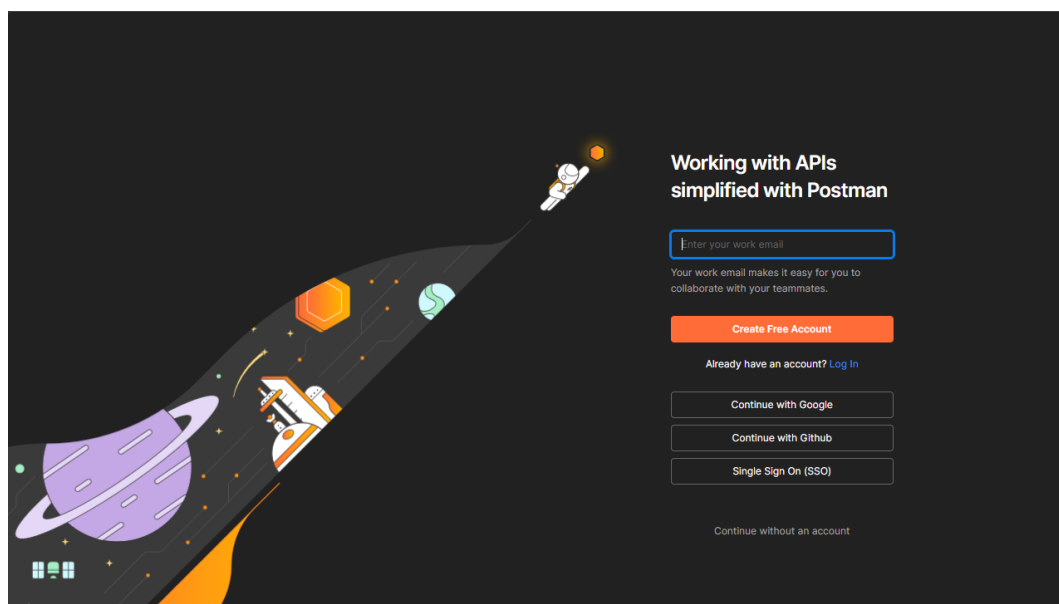 Working with APIs
simplified with Postman
Enter your work email
Your work email makes it easy for you to
collaborate with your teammates.
Create Free Account
Already have an account? Log In
Continue with Google
Continue with Github
Single Sign On (SSO)
Continue without an account